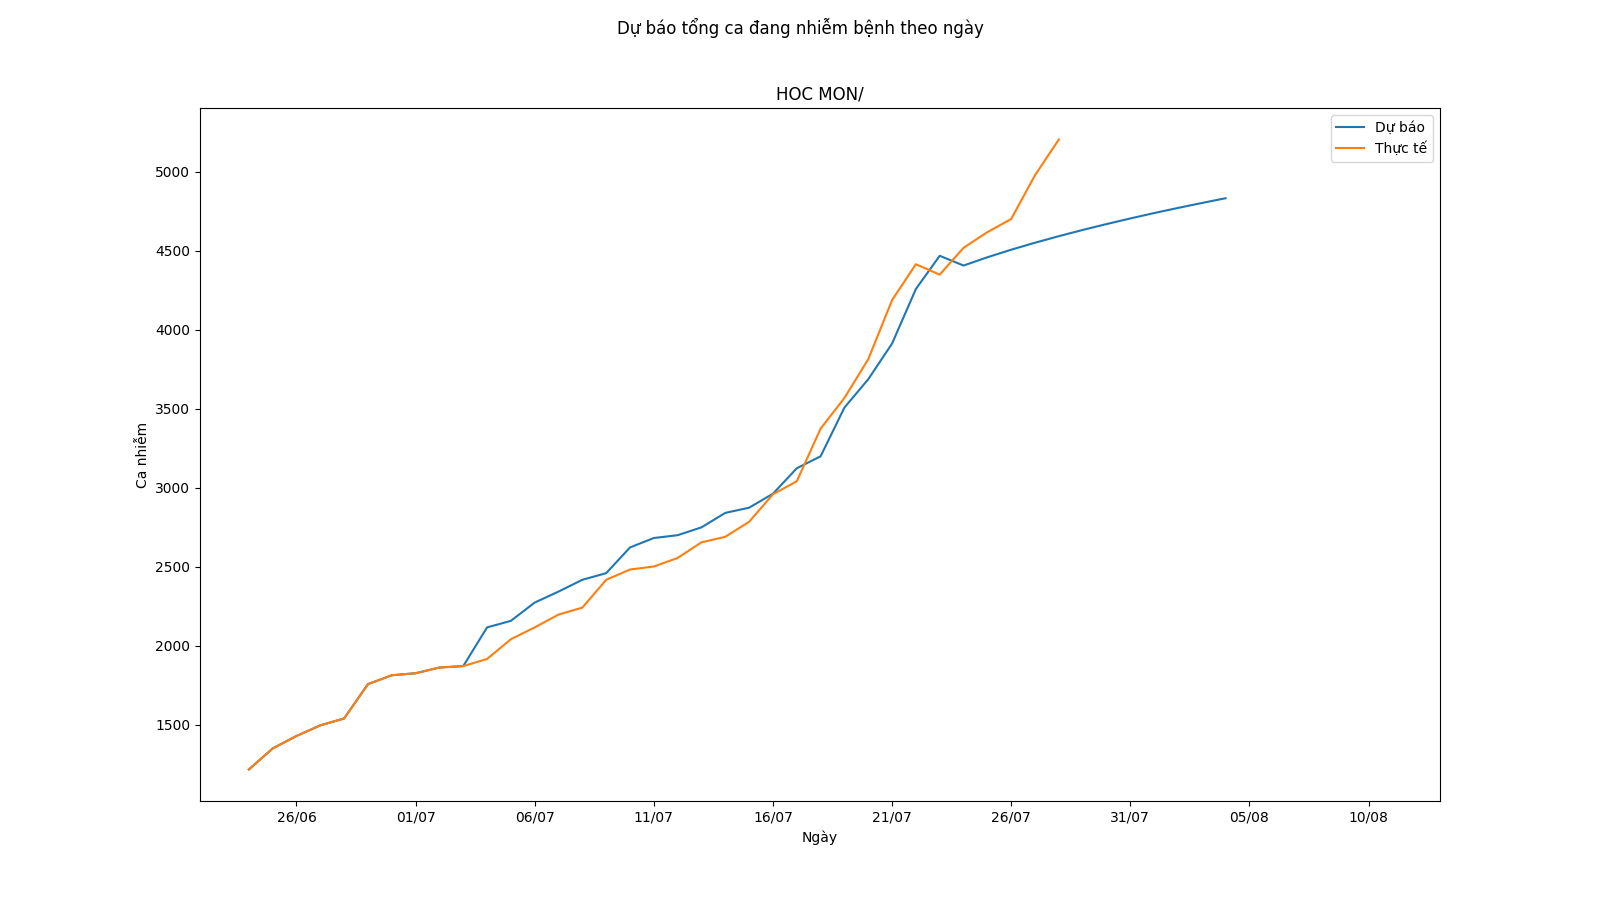 Dự báo tổng ca đang nhiễm bệnh theo ngày
HOC MON/
Dự báo
Thực tế
5000
4500
4000
3500
3000
2500
2000
1500
Ca nhiễm
26/06 01/07 06/07 11/07 16/07 21/07 26/07 31/07 05/08 10/08
Ngày